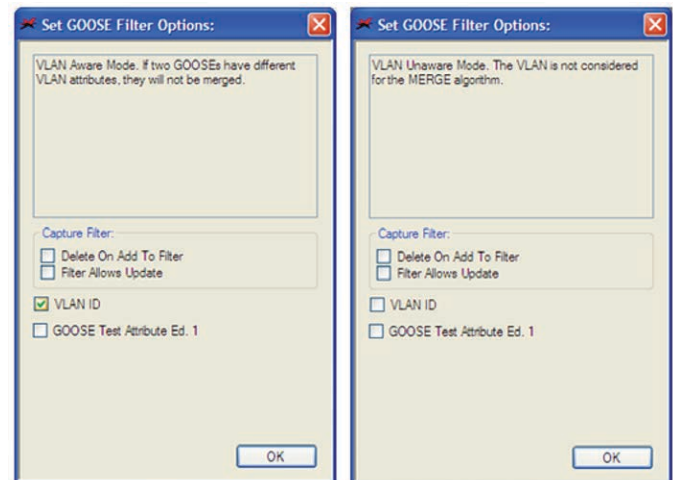 Set GOOSE Filter Options:
VLAN Aware Mode. If two GOOSEs have different
VLAN attributes, they will not be merged.
Capture Filter:
Delete On Add To Filter
Filter Allows Update
VLAN ID
GOOSE Test Attribute Ed. 1
OK
Set GOOSE Filter Options:
VLAN Unaware Mode. The VLAN is not considered
for the MERGE algorithm.
Capture Filter:
Delete On Add To Filter
Filter Allows Update
VLAN ID
GOOSE Test Attribute Ed. 1
OK